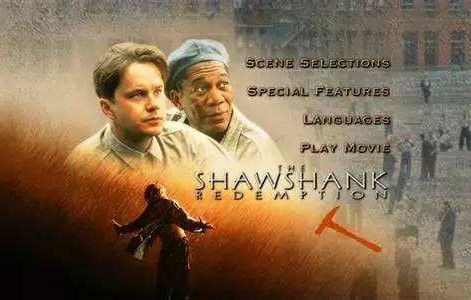 SCENE SELECTIONS
SPECIAL FEATURES
LANGUAGES
PLAY MOVIE
THE
SHAWSHANK
REDEMPTION